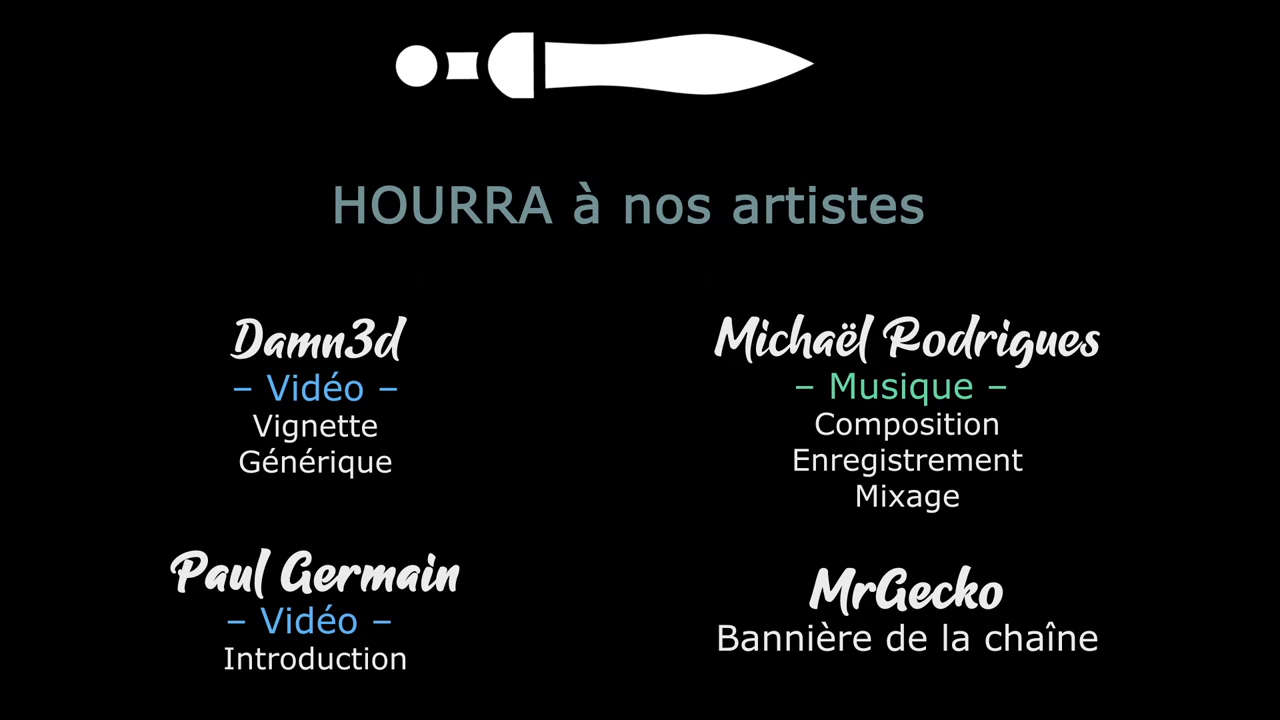 HOURRA à nos artistes
Damn3d
– Vidéo –
Vignette
Générique
Michaël Rodrigues
– Musique –
Composition
Enregistrement
Mixage
Paul Germain
– Vidéo –
Introduction
MrGecko
Bannière de la chaîne